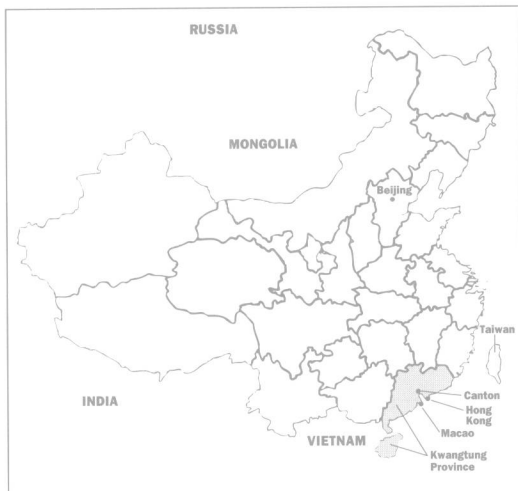 RUSSIA
MONGOLIA
Beijing
Taiwan
INDIA
Canton
Hong
Kong
Macao
VIETNAM
Kwangtung
Province